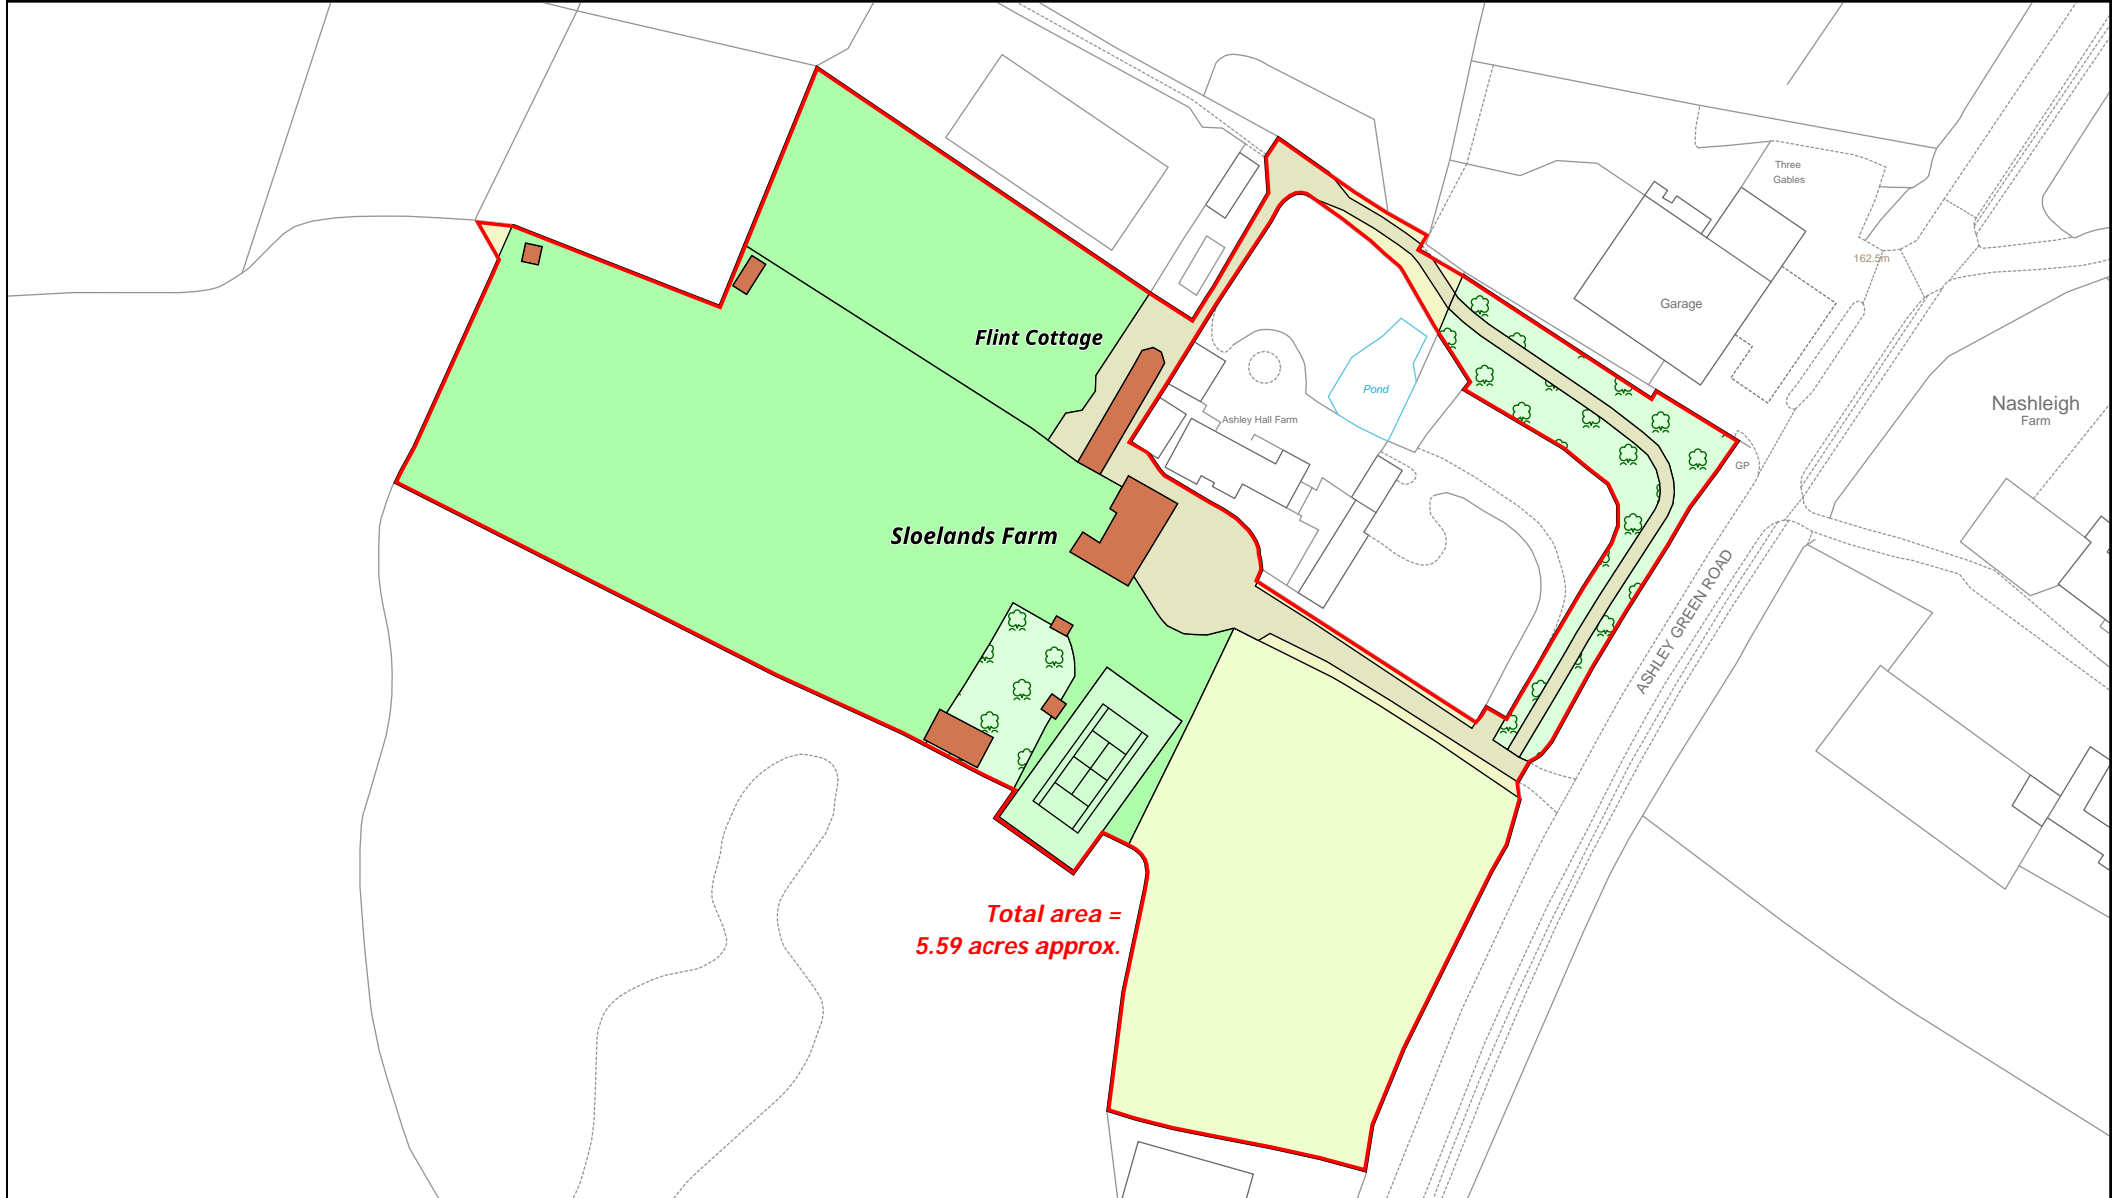 Three
Gables
162.5m
Garage
Flint Cottage
Pond
Nashleigh
Farm
Ashley Hall Farm
GP
Sloelands Farm
ASHLEY GREEN ROAD
Total area =
5.59 acres approx.